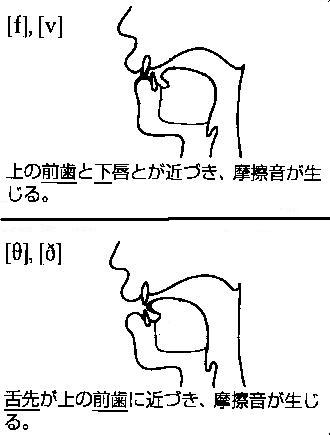 [f], [v]
上の前歯と下唇とが近づき、摩擦音が生
じる。
[θ], [ð]
舌先が上の前歯に近づき、摩擦音が生じ
る。